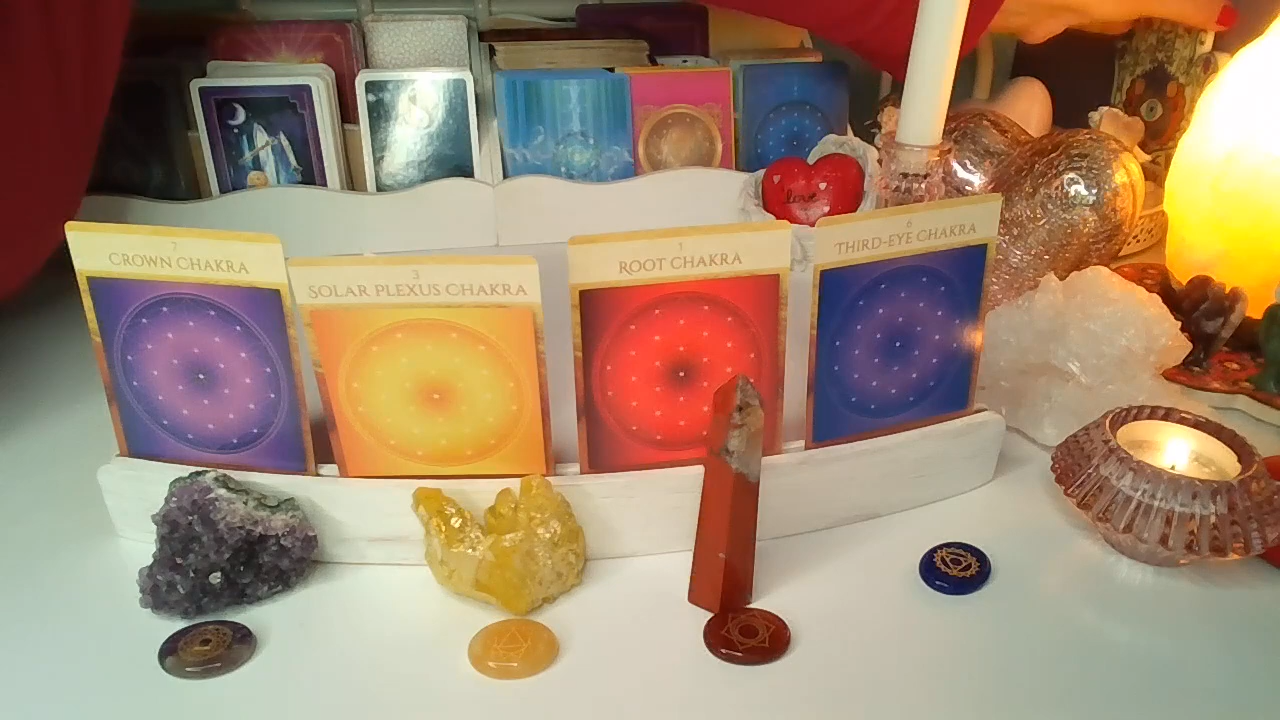 love
7
CROWN CHAKRA
3
SOLAR PLEXUS CHAKRA
1
ROOT CHAKRA
6
THIRD-EYE CHAKRA